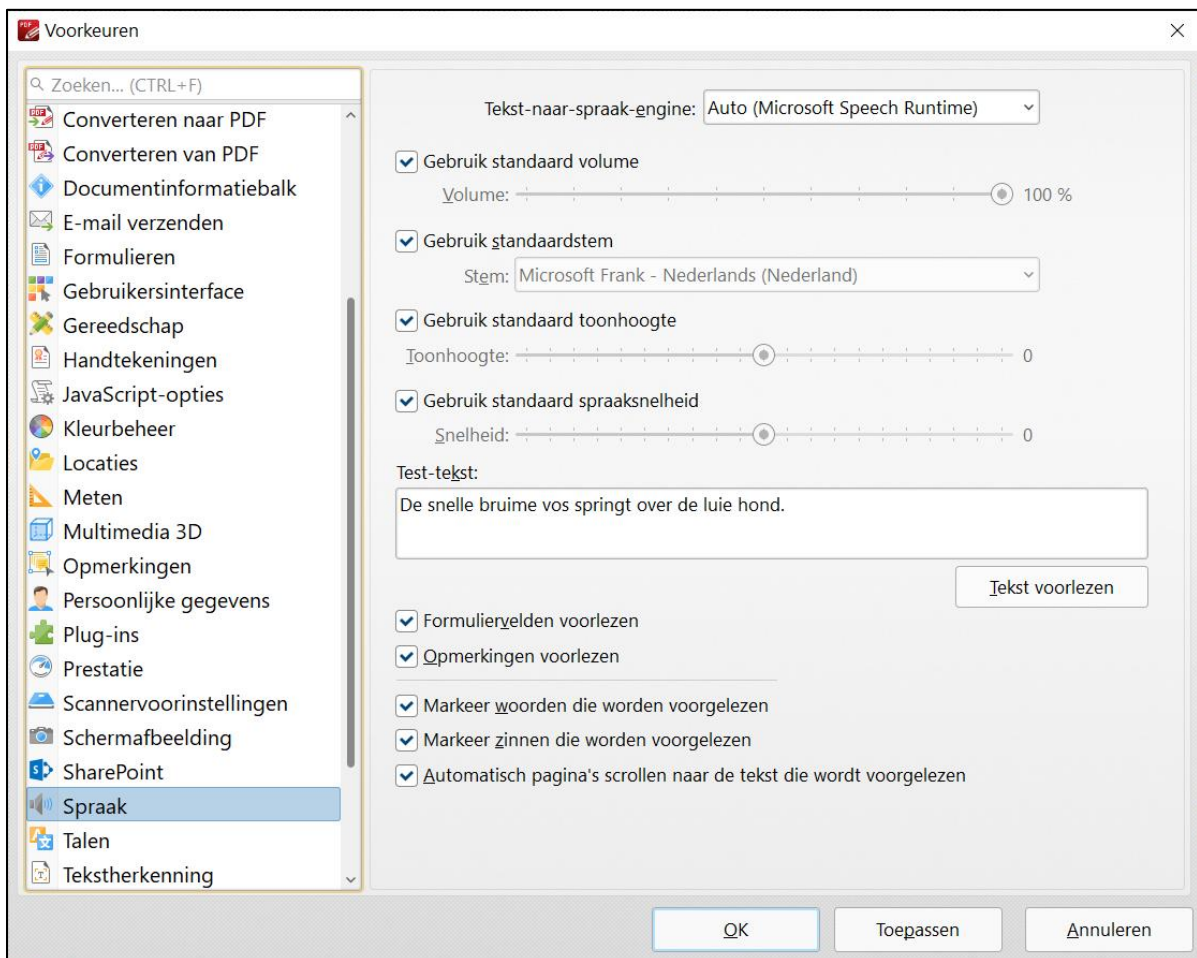 Voorkeuren
Zoeken... (CTRL+F)
Converteren naar PDF
Converteren van PDF
Documentinformatiebalk
E-mail verzenden
Formulieren
Gebruikersinterface
Gereedschap
Handtekeningen
JavaScript-opties
Kleurbeheer
Locaties
Meten
Multimedia 3D
Opmerkingen
Persoonlijke gegevens
Plug-ins
Prestatie
Scannervoorinstellingen
Schermafbeelding
SharePoint
Spraak
Talen
Tekstherkenning
Tekst-naar-spraak-engine: Auto (Microsoft Speech Runtime)
Gebruik standaard volume
Volume: 100 %
Gebruik standaardstem
Stem: Microsoft Frank - Nederlands (Nederland)
Gebruik standaard toonhoogte
Toonhoogte: 0
Gebruik standaard spraaksnelheid
Snelheid: 0
Test-tekst:
De snelle bruime vos springt over de luie hond.
Tekst voorlezen
Formuliervelden voorlezen
Opmerkingen voorlezen
Markeer woorden die worden voorgelezen
Markeer zinnen die worden voorgelezen
Automatisch pagina's scrollen naar de tekst die wordt voorgelezen
OK Toepassen Annuleren